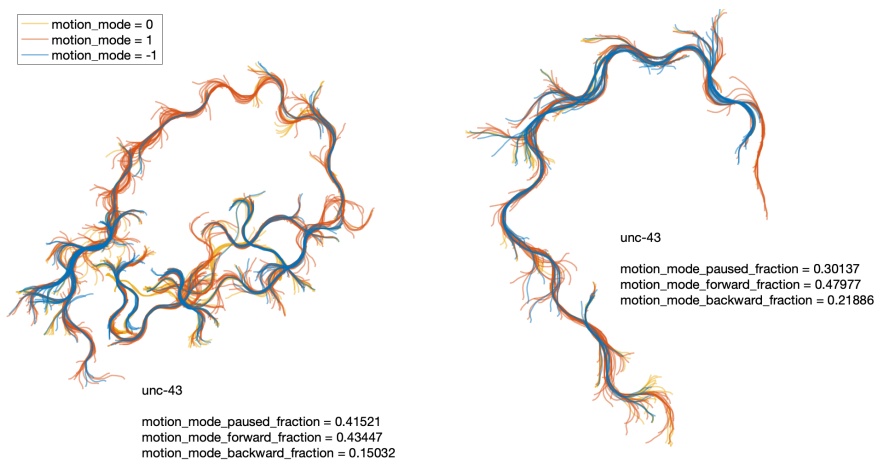 motion_mode = 0
motion_mode = 1
motion_mode = -1
unc-43
motion_mode_paused_fraction = 0.41521
motion_mode_forward_fraction = 0.43447
motion_mode_backward_fraction = 0.15032
unc-43
motion_mode_paused_fraction = 0.30137
motion_mode_forward_fraction = 0.47977
motion_mode_backward_fraction = 0.21886